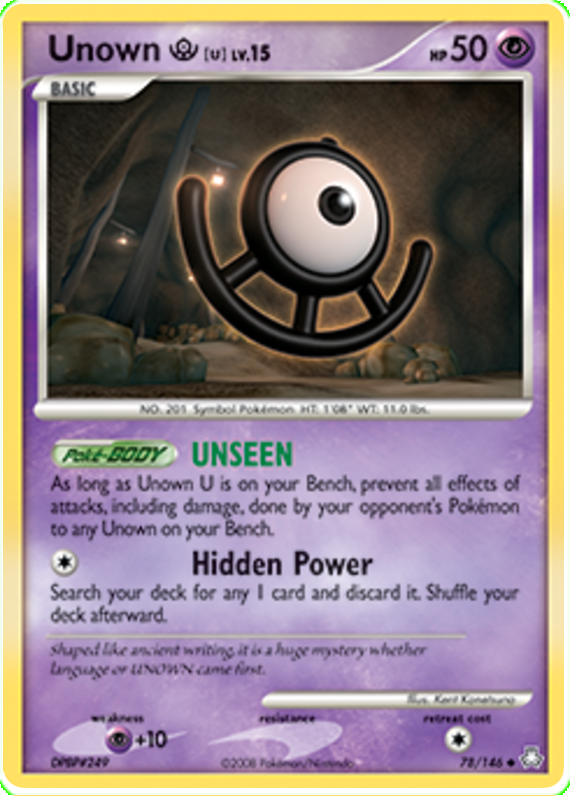 Unown [U] LV.15 HP 50
BASIC
NO. 201 Symbol Pokémon HT: 1'08" WT: 11.0 lbs.
Poké-BODY UNSEEN
As long as Unown U is on your Bench, prevent all effects of
attacks, including damage, done by your opponent's Pokémon
to any Unown on your Bench.
Hidden Power
Search your deck for any 1 card and discard it. Shuffle your
deck afterward.
Shaped like ancient writing, it is a huge mystery whether
language or UNOWN came first.
Illus. Kent Kanetsuna
weakness resistance retreat cost
+10
DPBP#249 ©2008 Pokémon/Nintendo 78/146